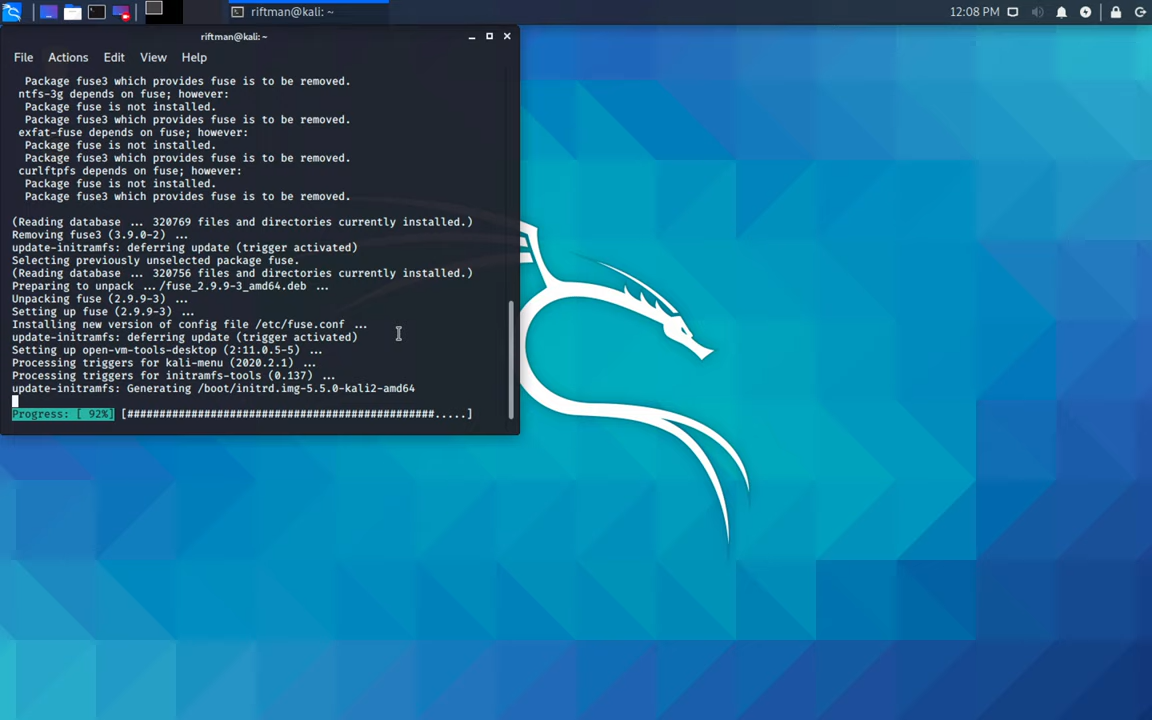 riftman@kali: ~
12:08 PM
riftman@kali: ~
File Actions Edit View Help
Package fuse3 which provides fuse is to be removed.
ntfs-3g depends on fuse; however:
Package fuse is not installed.
Package fuse3 which provides fuse is to be removed.
exfat-fuse depends on fuse; however:
Package fuse is not installed.
Package fuse3 which provides fuse is to be removed.
curlftpfs depends on fuse; however:
Package fuse is not installed.
Package fuse3 which provides fuse is to be removed.
(Reading database ... 320769 files and directories currently installed.)
Removing fuse3 (3.9.0-2) ...
update-initramfs: deferring update (trigger activated)
Selecting previously unselected package fuse.
(Reading database ... 320756 files and directories currently installed.)
Preparing to unpack .../fuse_2.9.9-3_amd64.deb ...
Unpacking fuse (2.9.9-3) ...
Setting up fuse (2.9.9-3) ...
Installing new version of config file /etc/fuse.conf ...
update-initramfs: deferring update (trigger activated)
Setting up open-vm-tools-desktop (2:11.0.5-5) ...
Processing triggers for kali-menu (2020.2.1) ...
Processing triggers for initramfs-tools (0.137) ...
update-initramfs: Generating /boot/initrd.img-5.5.0-kali2-amd64
Progress: [ 92%] [################################################.....]